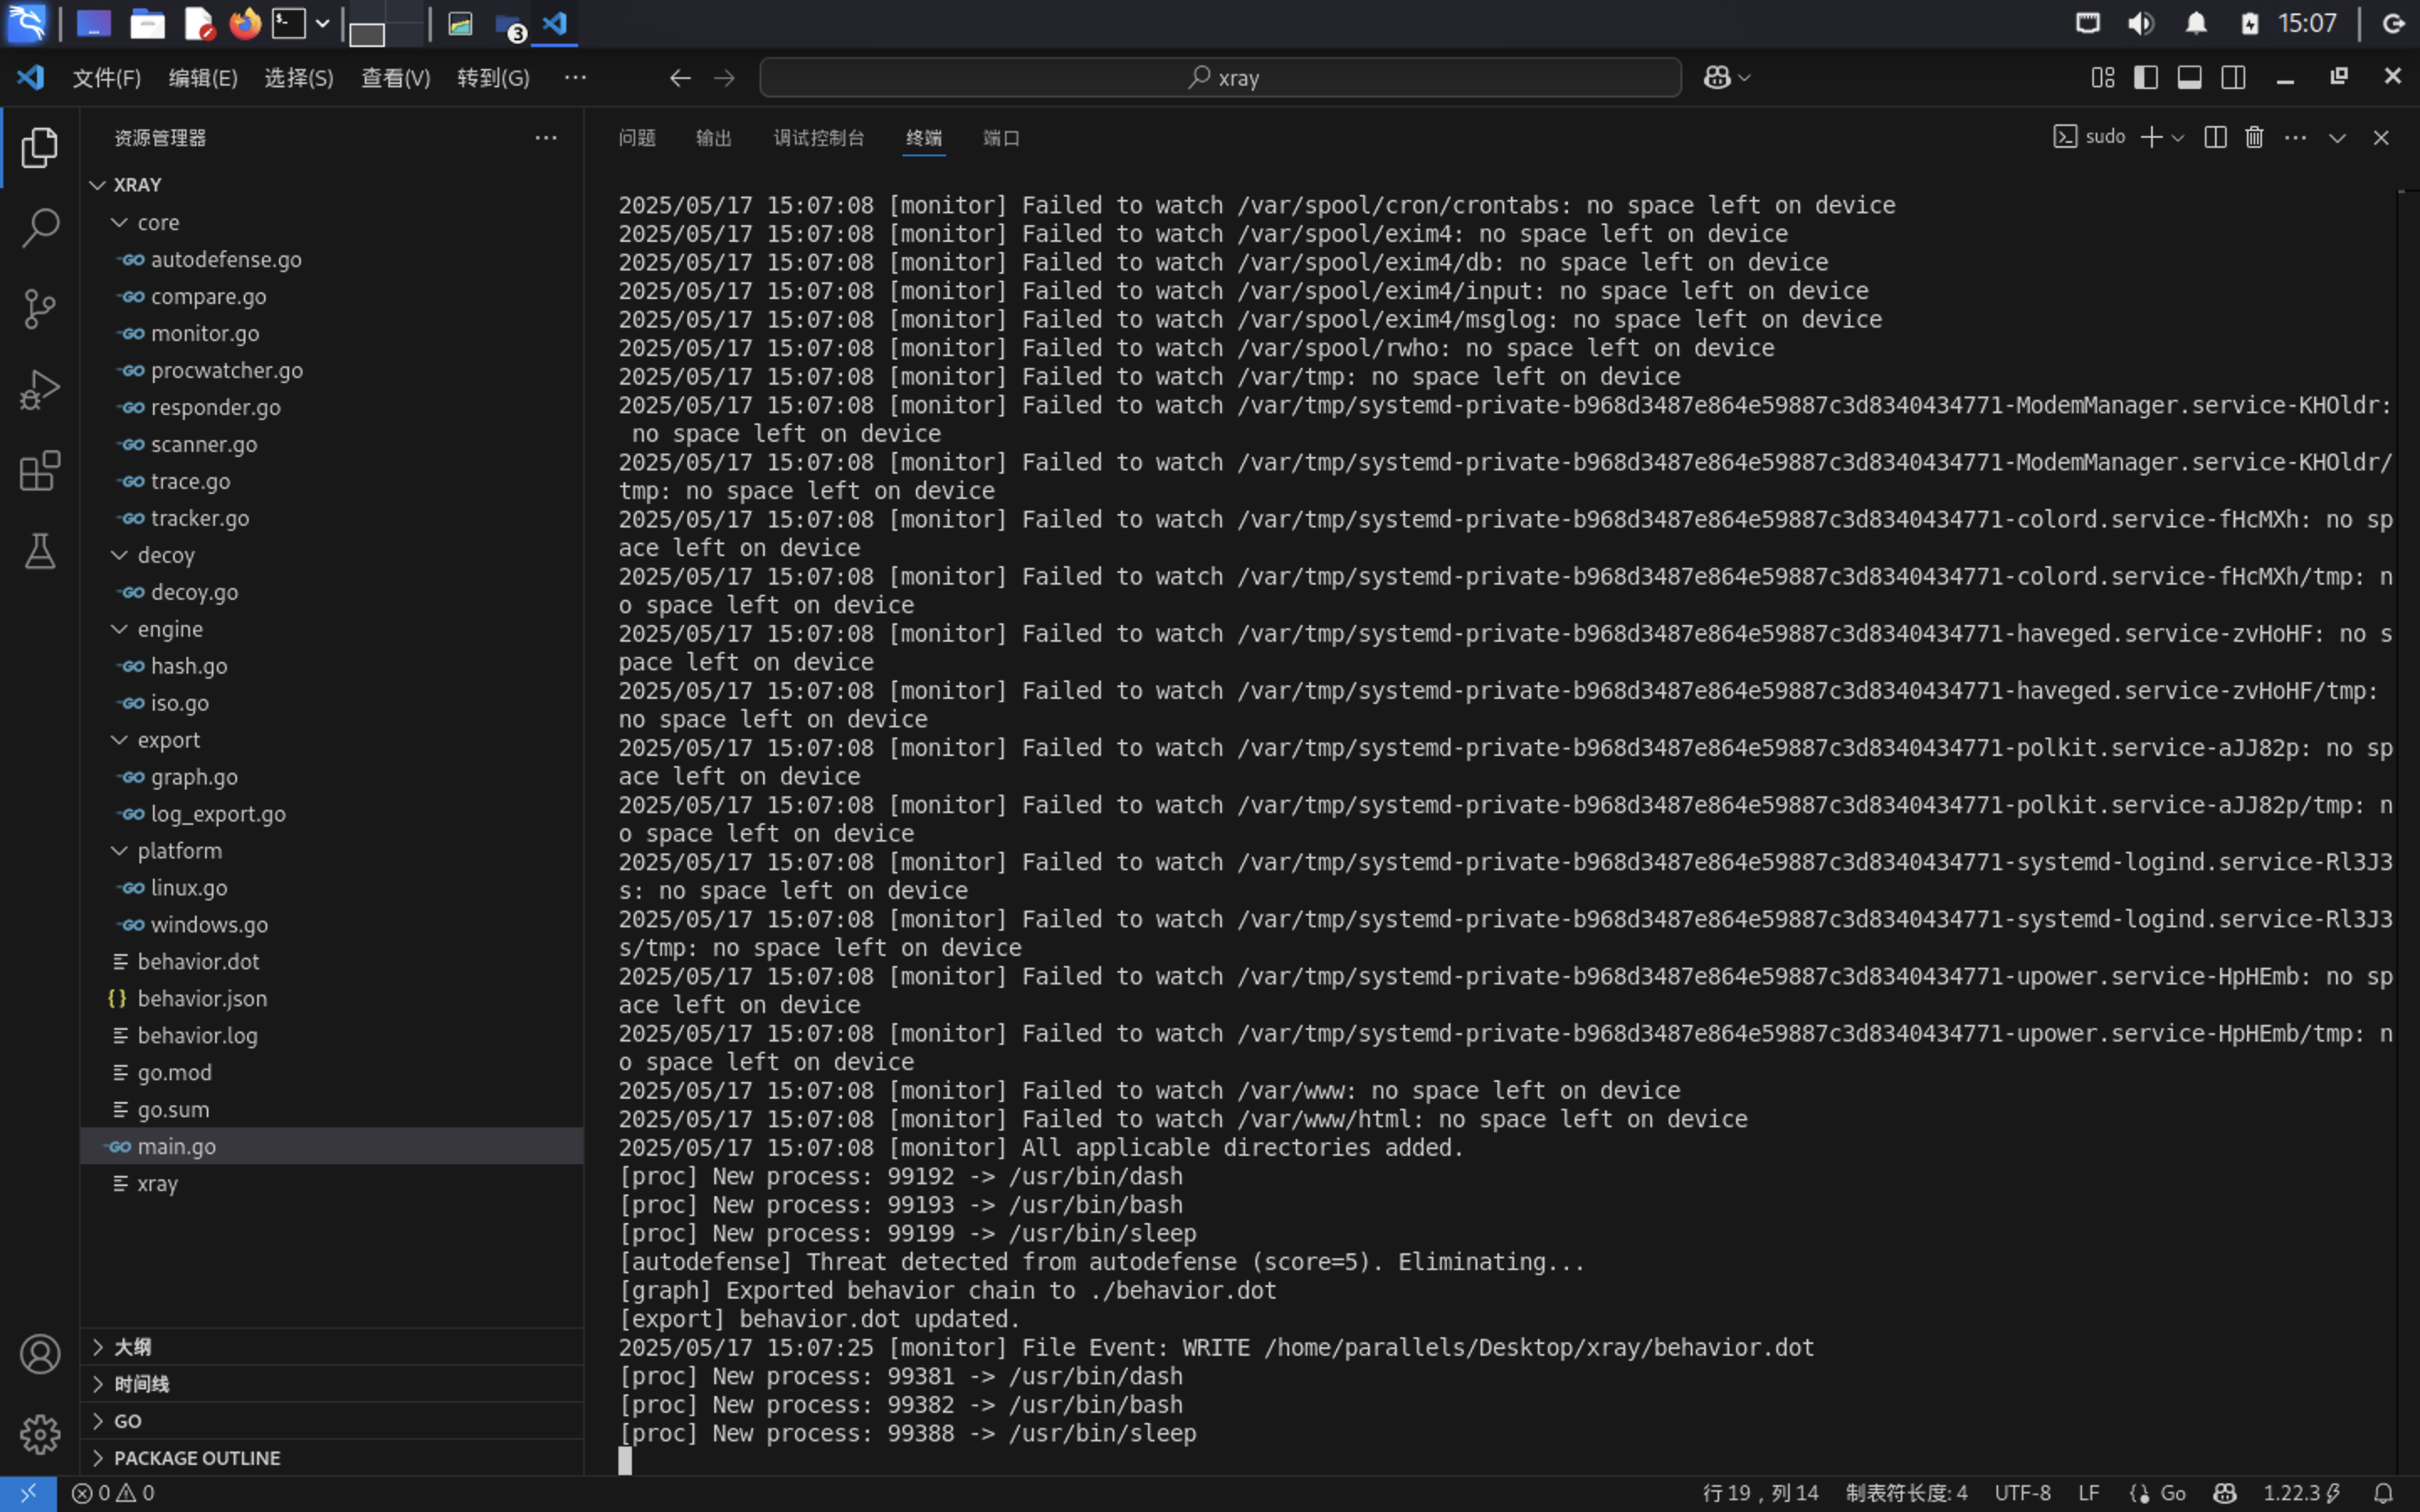 15:07
3
文件(F) 编辑(E) 选择(S) 查看(V) 转到(G) ··· xray
资源管理器
XRAY
core
autodefense.go
compare.go
monitor.go
procwatcher.go
responder.go
scanner.go
trace.go
tracker.go
decoy
decoy.go
engine
hash.go
iso.go
export
graph.go
log_export.go
platform
linux.go
windows.go
behavior.dot
behavior.json
behavior.log
go.mod
go.sum
main.go
xray
大纲
时间线
GO
PACKAGE OUTLINE
问题 输出 调试控制台 终端 端口 sudo
2025/05/17 15:07:08 [monitor] Failed to watch /var/spool/cron/crontabs: no space left on device
2025/05/17 15:07:08 [monitor] Failed to watch /var/spool/exim4: no space left on device
2025/05/17 15:07:08 [monitor] Failed to watch /var/spool/exim4/db: no space left on device
2025/05/17 15:07:08 [monitor] Failed to watch /var/spool/exim4/input: no space left on device
2025/05/17 15:07:08 [monitor] Failed to watch /var/spool/exim4/msglog: no space left on device
2025/05/17 15:07:08 [monitor] Failed to watch /var/spool/rwho: no space left on device
2025/05/17 15:07:08 [monitor] Failed to watch /var/tmp: no space left on device
2025/05/17 15:07:08 [monitor] Failed to watch /var/tmp/systemd-private-b968d3487e864e59887c3d8340434771-ModemManager.service-KHOldr:
no space left on device
2025/05/17 15:07:08 [monitor] Failed to watch /var/tmp/systemd-private-b968d3487e864e59887c3d8340434771-ModemManager.service-KHOldr/
tmp: no space left on device
2025/05/17 15:07:08 [monitor] Failed to watch /var/tmp/systemd-private-b968d3487e864e59887c3d8340434771-colord.service-fHcMXh: no sp
ace left on device
2025/05/17 15:07:08 [monitor] Failed to watch /var/tmp/systemd-private-b968d3487e864e59887c3d8340434771-colord.service-fHcMXh/tmp: n
o space left on device
2025/05/17 15:07:08 [monitor] Failed to watch /var/tmp/systemd-private-b968d3487e864e59887c3d8340434771-haveged.service-zvHoHF: no s
pace left on device
2025/05/17 15:07:08 [monitor] Failed to watch /var/tmp/systemd-private-b968d3487e864e59887c3d8340434771-haveged.service-zvHoHF/tmp:
no space left on device
2025/05/17 15:07:08 [monitor] Failed to watch /var/tmp/systemd-private-b968d3487e864e59887c3d8340434771-polkit.service-aJJ82p: no sp
ace left on device
2025/05/17 15:07:08 [monitor] Failed to watch /var/tmp/systemd-private-b968d3487e864e59887c3d8340434771-polkit.service-aJJ82p/tmp: n
o space left on device
2025/05/17 15:07:08 [monitor] Failed to watch /var/tmp/systemd-private-b968d3487e864e59887c3d8340434771-systemd-logind.service-Rl3J3
s: no space left on device
2025/05/17 15:07:08 [monitor] Failed to watch /var/tmp/systemd-private-b968d3487e864e59887c3d8340434771-systemd-logind.service-Rl3J3
s/tmp: no space left on device
2025/05/17 15:07:08 [monitor] Failed to watch /var/tmp/systemd-private-b968d3487e864e59887c3d8340434771-upower.service-HpHEmb: no sp
ace left on device
2025/05/17 15:07:08 [monitor] Failed to watch /var/tmp/systemd-private-b968d3487e864e59887c3d8340434771-upower.service-HpHEmb/tmp: n
o space left on device
2025/05/17 15:07:08 [monitor] Failed to watch /var/www: no space left on device
2025/05/17 15:07:08 [monitor] Failed to watch /var/www/html: no space left on device
2025/05/17 15:07:08 [monitor] All applicable directories added.
[proc] New process: 99192 -> /usr/bin/dash
[proc] New process: 99193 -> /usr/bin/bash
[proc] New process: 99199 -> /usr/bin/sleep
[autodefense] Threat detected from autodefense (score=5). Eliminating...
[graph] Exported behavior chain to ./behavior.dot
[export] behavior.dot updated.
2025/05/17 15:07:25 [monitor] File Event: WRITE /home/parallels/Desktop/xray/behavior.dot
[proc] New process: 99381 -> /usr/bin/dash
[proc] New process: 99382 -> /usr/bin/bash
[proc] New process: 99388 -> /usr/bin/sleep
0 0 行 19，列 14 制表符长度: 4 UTF-8 LF Go 1.22.3